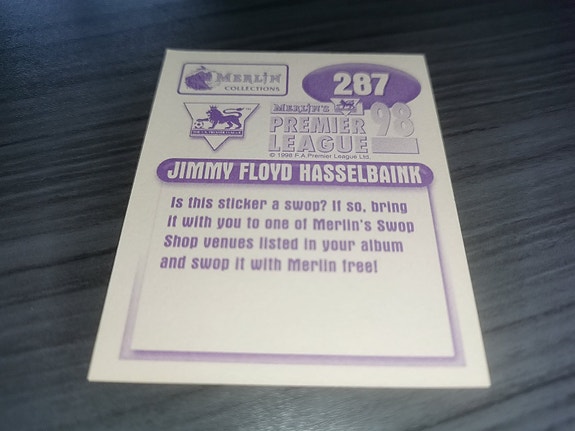 MERLIN
COLLECTIONS
287
MERLIN'S
PREMIER
LEAGUE
98
© 1998 F.A. Premier League Ltd.
JIMMY FLOYD HASSELBAINK
Is this sticker a swop? If so, bring
it with you to one of Merlin's Swop
Shop venues listed in your album
and swop it with Merlin free!